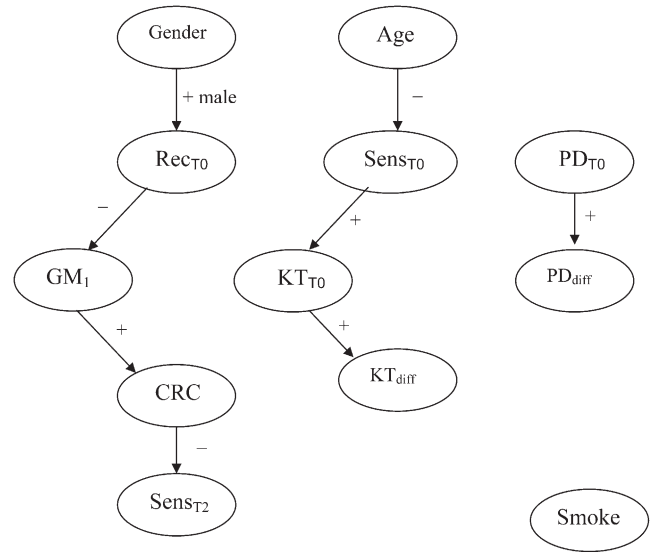 Gender
Age
+ male
−
RecT0
SensT0
PDT0
−
+
+
GM1
KTT0
PDdiff
+
+
KTdiff
CRC
−
SensT2
Smoke